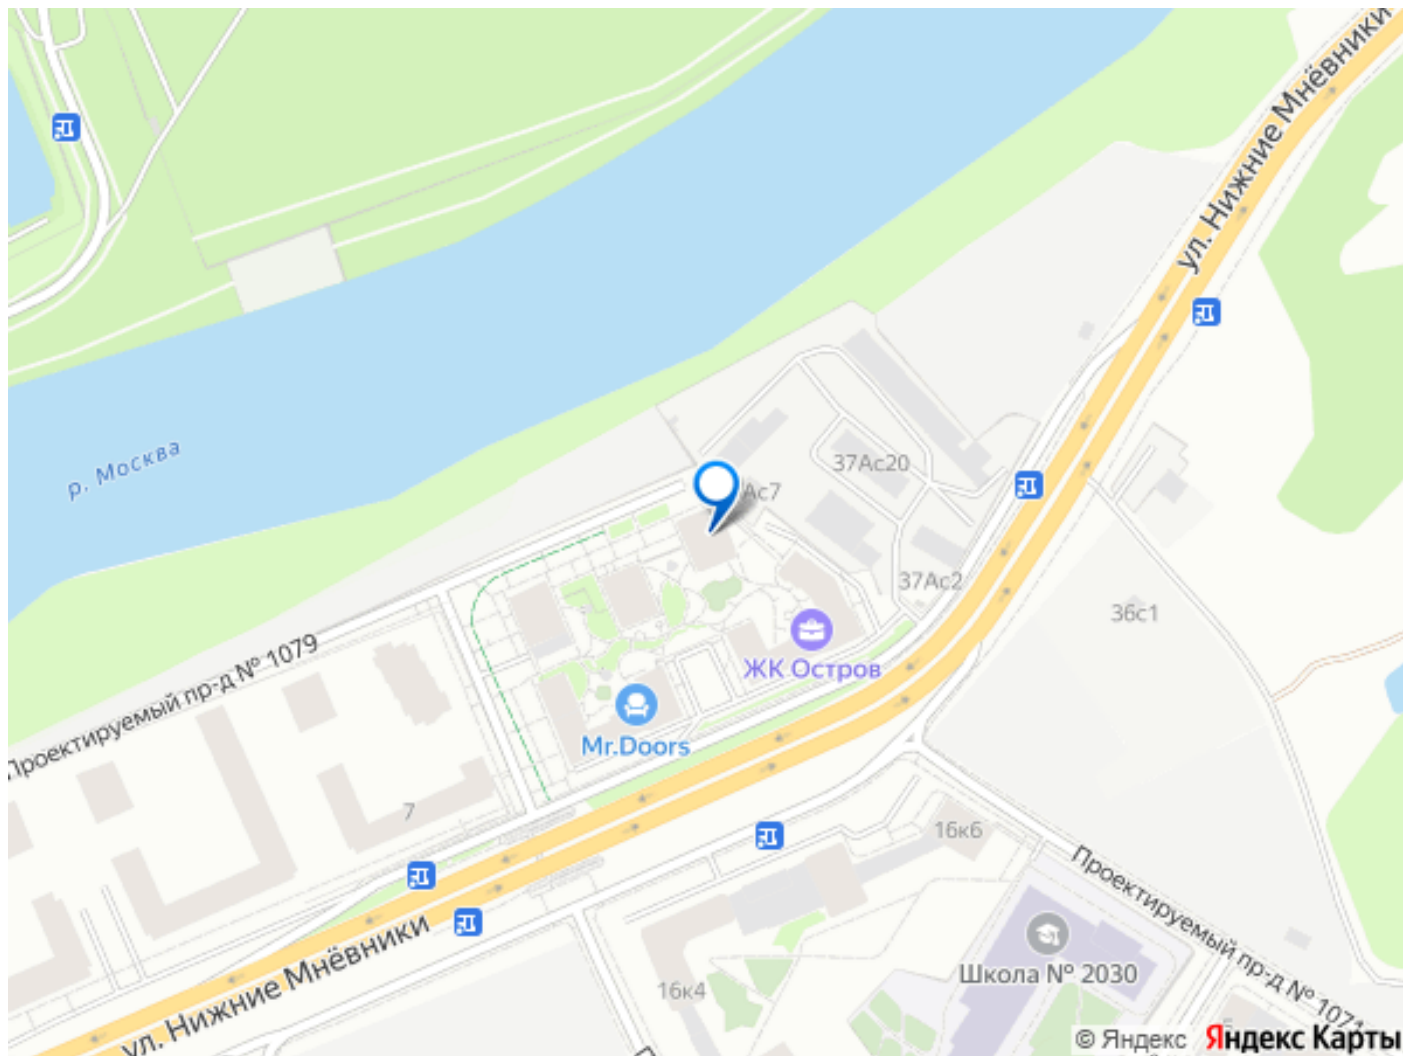 ул. Нижние Мнёвники
р. Москва
37Ас20
Ас7
37Ас2
36с1
ЖК Остров
Проектируемый пр-д № 1079
Mr.Doors
7
16к6
Проектируемый пр-д № 1071
ул. Нижние Мнёвники
Школа № 2030
16к4
© Яндекс Яндекс Карты